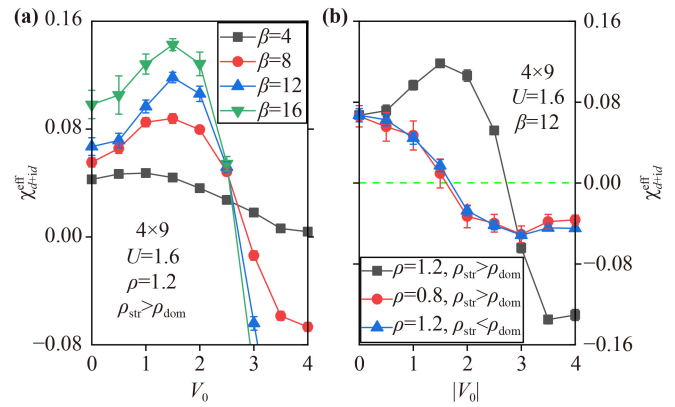 (a)
0.16
0.08
0.00
−0.08
χ^eff_{d+id}
β=4
β=8
β=12
β=16
4×9
U=1.6
ρ=1.2
ρ_str>ρ_dom
0 1 2 3 4
V_0
(b)
4×9
U=1.6
β=12
ρ=1.2, ρ_str>ρ_dom
ρ=0.8, ρ_str>ρ_dom
ρ=1.2, ρ_str<ρ_dom
0.16
0.08
0.00
−0.08
−0.16
χ^eff_{d+id}
0 1 2 3 4
|V_0|